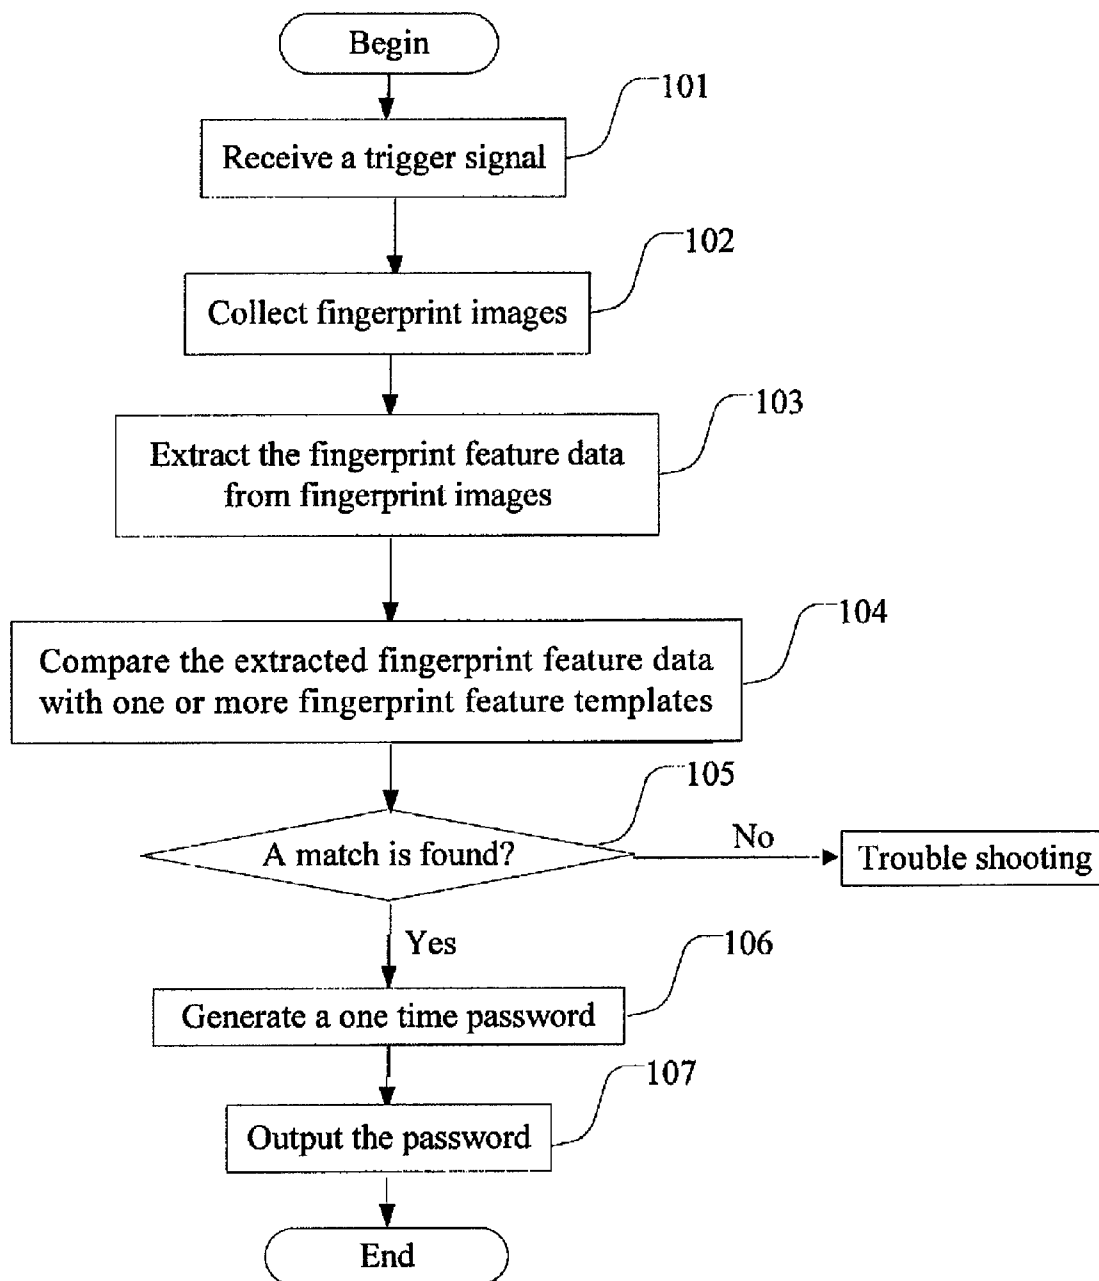 Begin
101
Receive a trigger signal
102
Collect fingerprint images
103
Extract the fingerprint feature data
from fingerprint images
104
Compare the extracted fingerprint feature data
with one or more fingerprint feature templates
105
A match is found?
No
Trouble shooting
Yes
106
Generate a one time password
107
Output the password
End